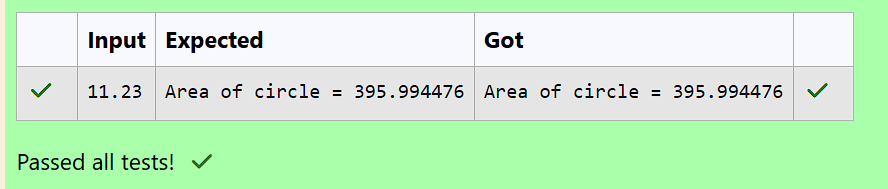 Input Expected Got
11.23 Area of circle = 395.994476 Area of circle = 395.994476
Passed all tests!